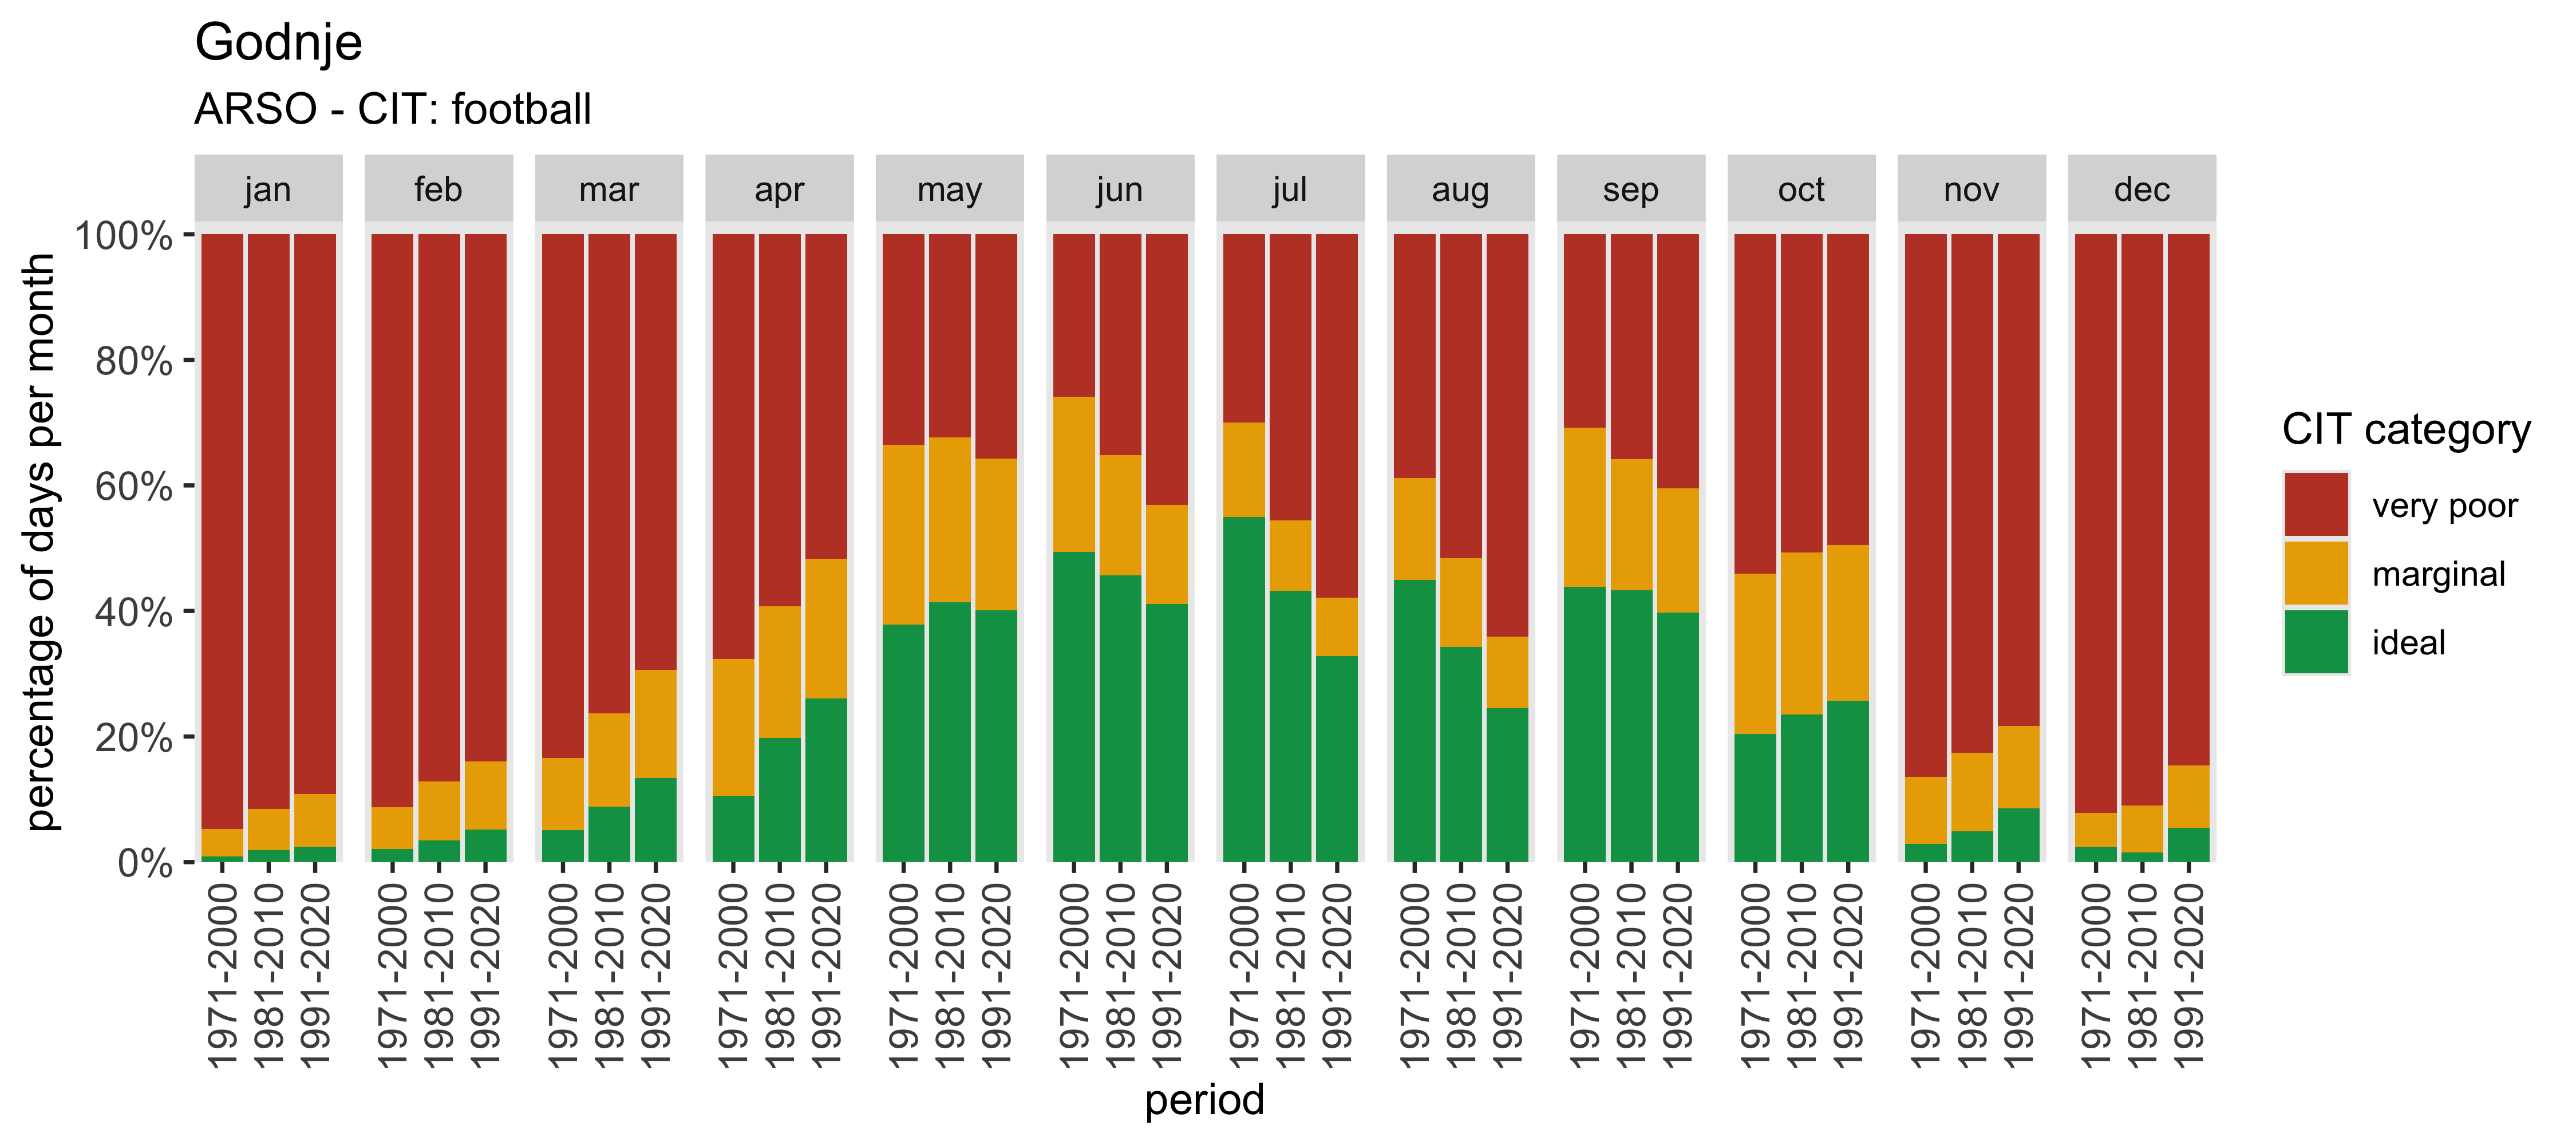 Godnje
ARSO - CIT: football
jan feb mar apr may jun jul aug sep oct nov dec
percentage of days per month
100%
80%
60%
40%
20%
0%
1971-2000 1981-2010 1991-2020 1971-2000 1981-2010 1991-2020 1971-2000 1981-2010 1991-2020 1971-2000 1981-2010 1991-2020 1971-2000 1981-2010 1991-2020 1971-2000 1981-2010 1991-2020 1971-2000 1981-2010 1991-2020 1971-2000 1981-2010 1991-2020 1971-2000 1981-2010 1991-2020 1971-2000 1981-2010 1991-2020 1971-2000 1981-2010 1991-2020 1971-2000 1981-2010 1991-2020
period
CIT category
very poor
marginal
ideal